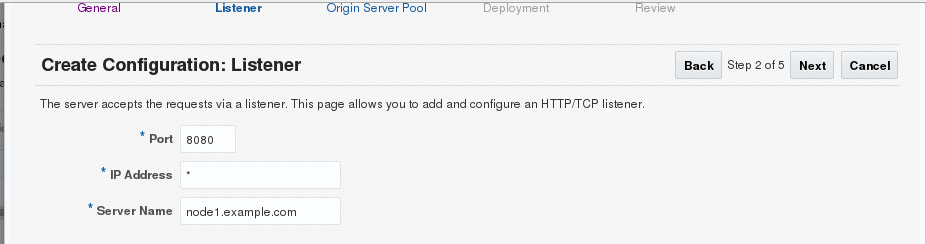 General Listener Origin Server Pool Deployment Review
Create Configuration: Listener Back Step 2 of 5 Next Cancel
The server accepts the requests via a listener. This page allows you to add and configure an HTTP/TCP listener.
* Port 8080
* IP Address *
* Server Name node1.example.com